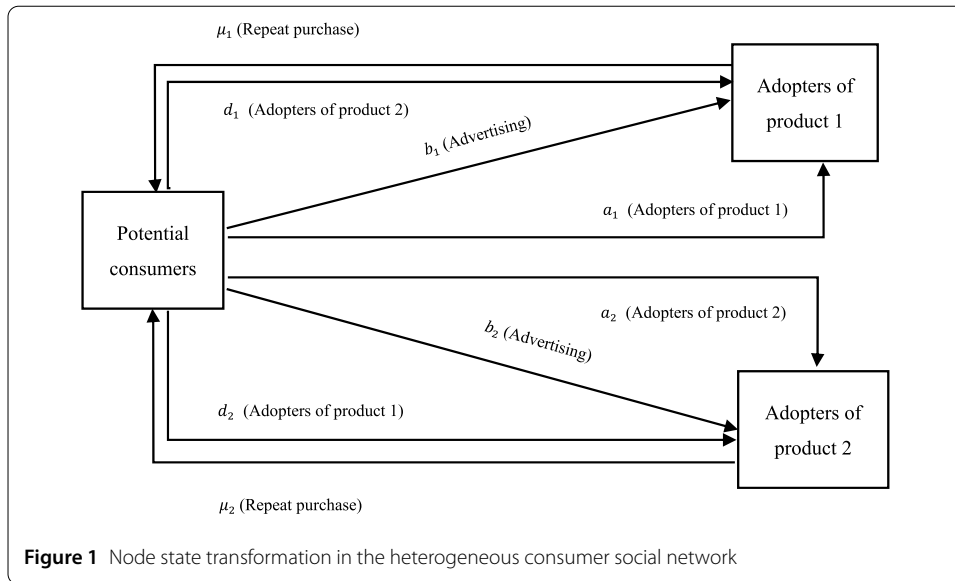 μ₁ (Repeat purchase)
Adopters of
product 1
d₁ (Adopters of product 2)
b₁ (Advertising)
a₁ (Adopters of product 1)
Potential
consumers
a₂ (Adopters of product 2)
b₂ (Advertising)
d₂ (Adopters of product 1)
Adopters of
product 2
μ₂ (Repeat purchase)
Figure 1 Node state transformation in the heterogeneous consumer social network